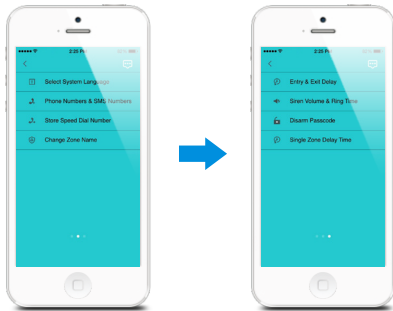 2:25 PM
Select System Language
Phone Numbers & SMS Numbers
Store Speed Dial Number
Change Zone Name
2:25 PM
Entry & Exit Delay
Siren Volume & Ring Time
Disarm Passcode
Single Zone Delay Time